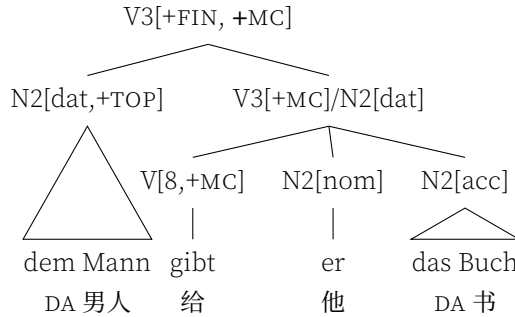 V3[+FIN, +MC]
N2[dat,+TOP] V3[+MC]/N2[dat]
V[8,+MC] N2[nom] N2[acc]
dem Mann gibt er das Buch
DA 男人 给 他 DA 书